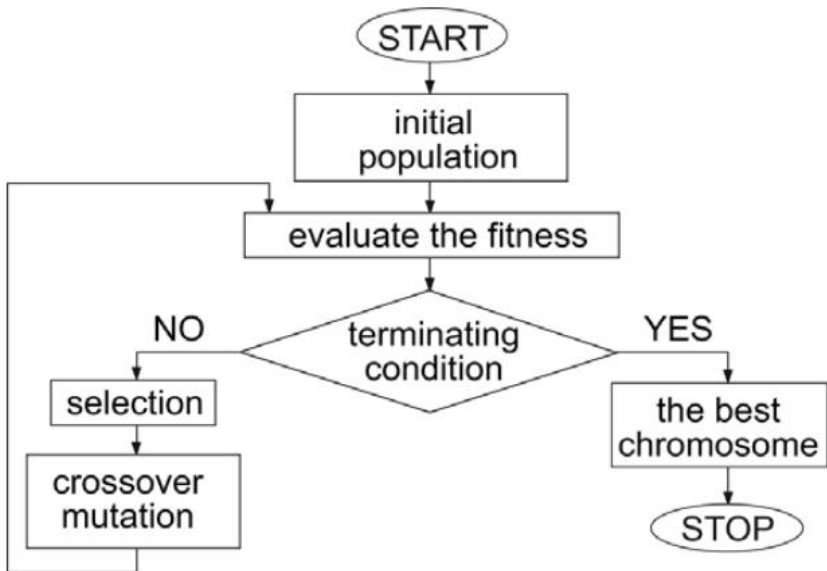 START
initial
population
evaluate the fitness
NO
terminating
condition
YES
selection
the best
chromosome
crossover
mutation
STOP